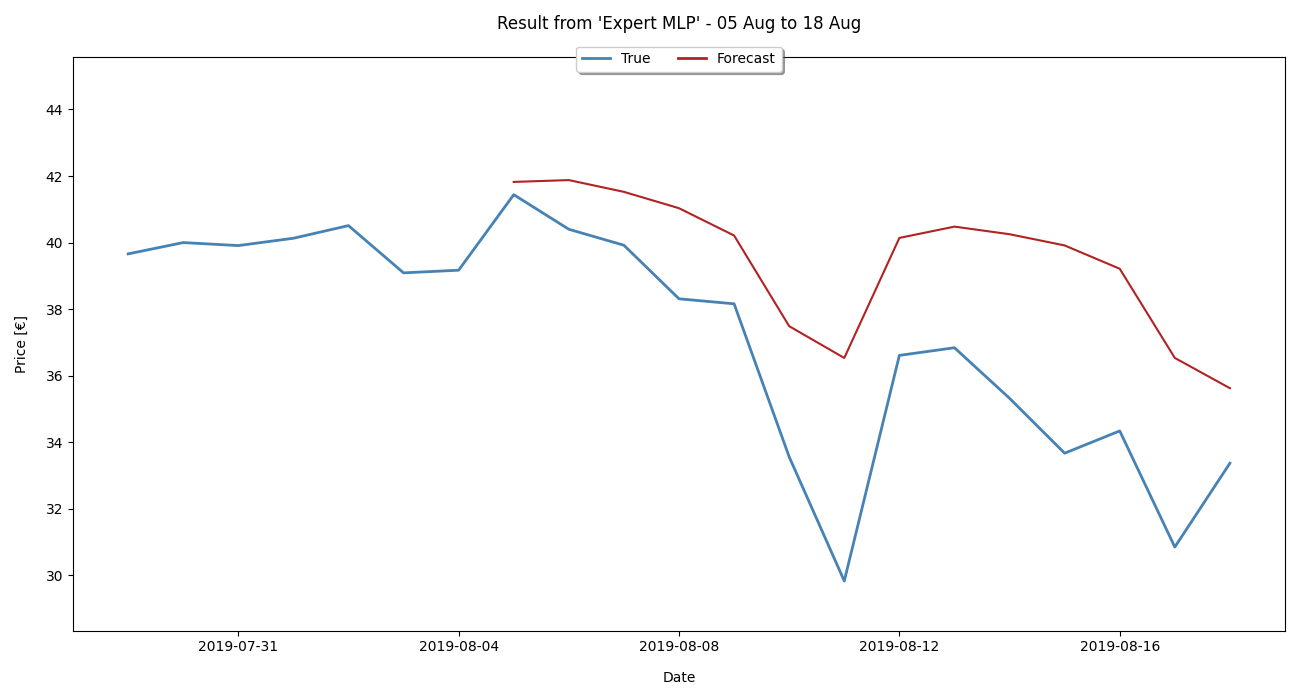 Result from 'Expert MLP' - 05 Aug to 18 Aug
True Forecast
44
42
40
38
36
34
32
30
Price [€]
2019-07-31 2019-08-04 2019-08-08 2019-08-12 2019-08-16
Date